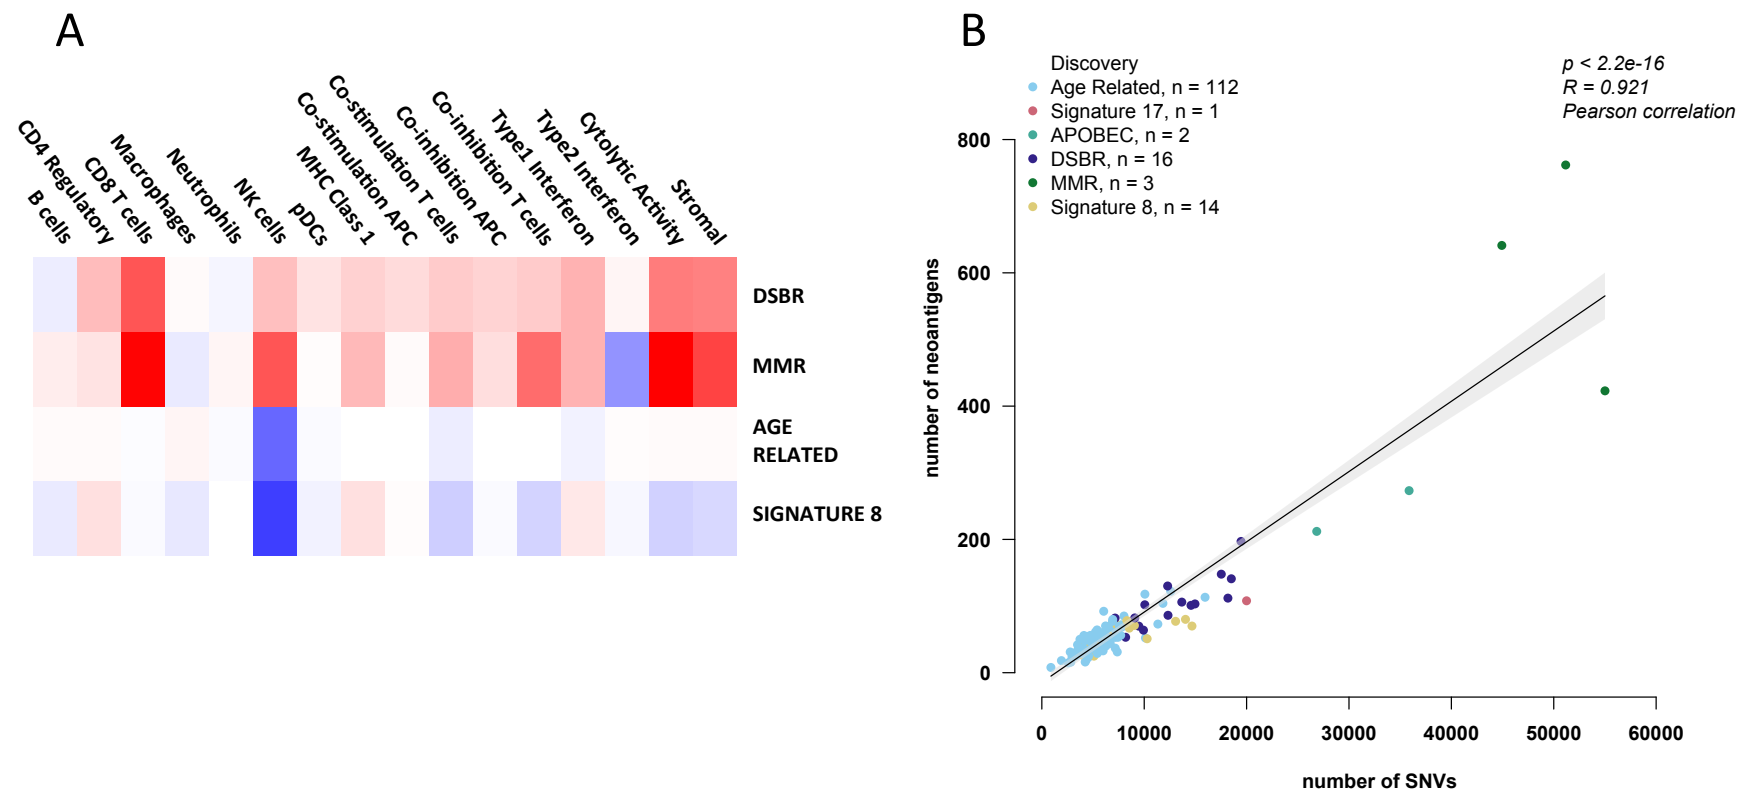 A
B cells
CD4 Regulatory
CD8 T cells
Macrophages
Neutrophils
NK cells
pDCs
MHC Class 1
Co-stimulation APC
Co-stimulation T cells
Co-inhibition APC
Co-inhibition T cells
Type1 Interferon
Type2 Interferon
Cytolytic Activity
Stromal
DSBR
MMR
AGE
RELATED
SIGNATURE 8
B
Discovery
Age Related, n = 112
Signature 17, n = 1
APOBEC, n = 2
DSBR, n = 16
MMR, n = 3
Signature 8, n = 14
p < 2.2e-16
R = 0.921
Pearson correlation
number of neoantigens
800
600
400
200
0
0 10000 20000 30000 40000 50000 60000
number of SNVs